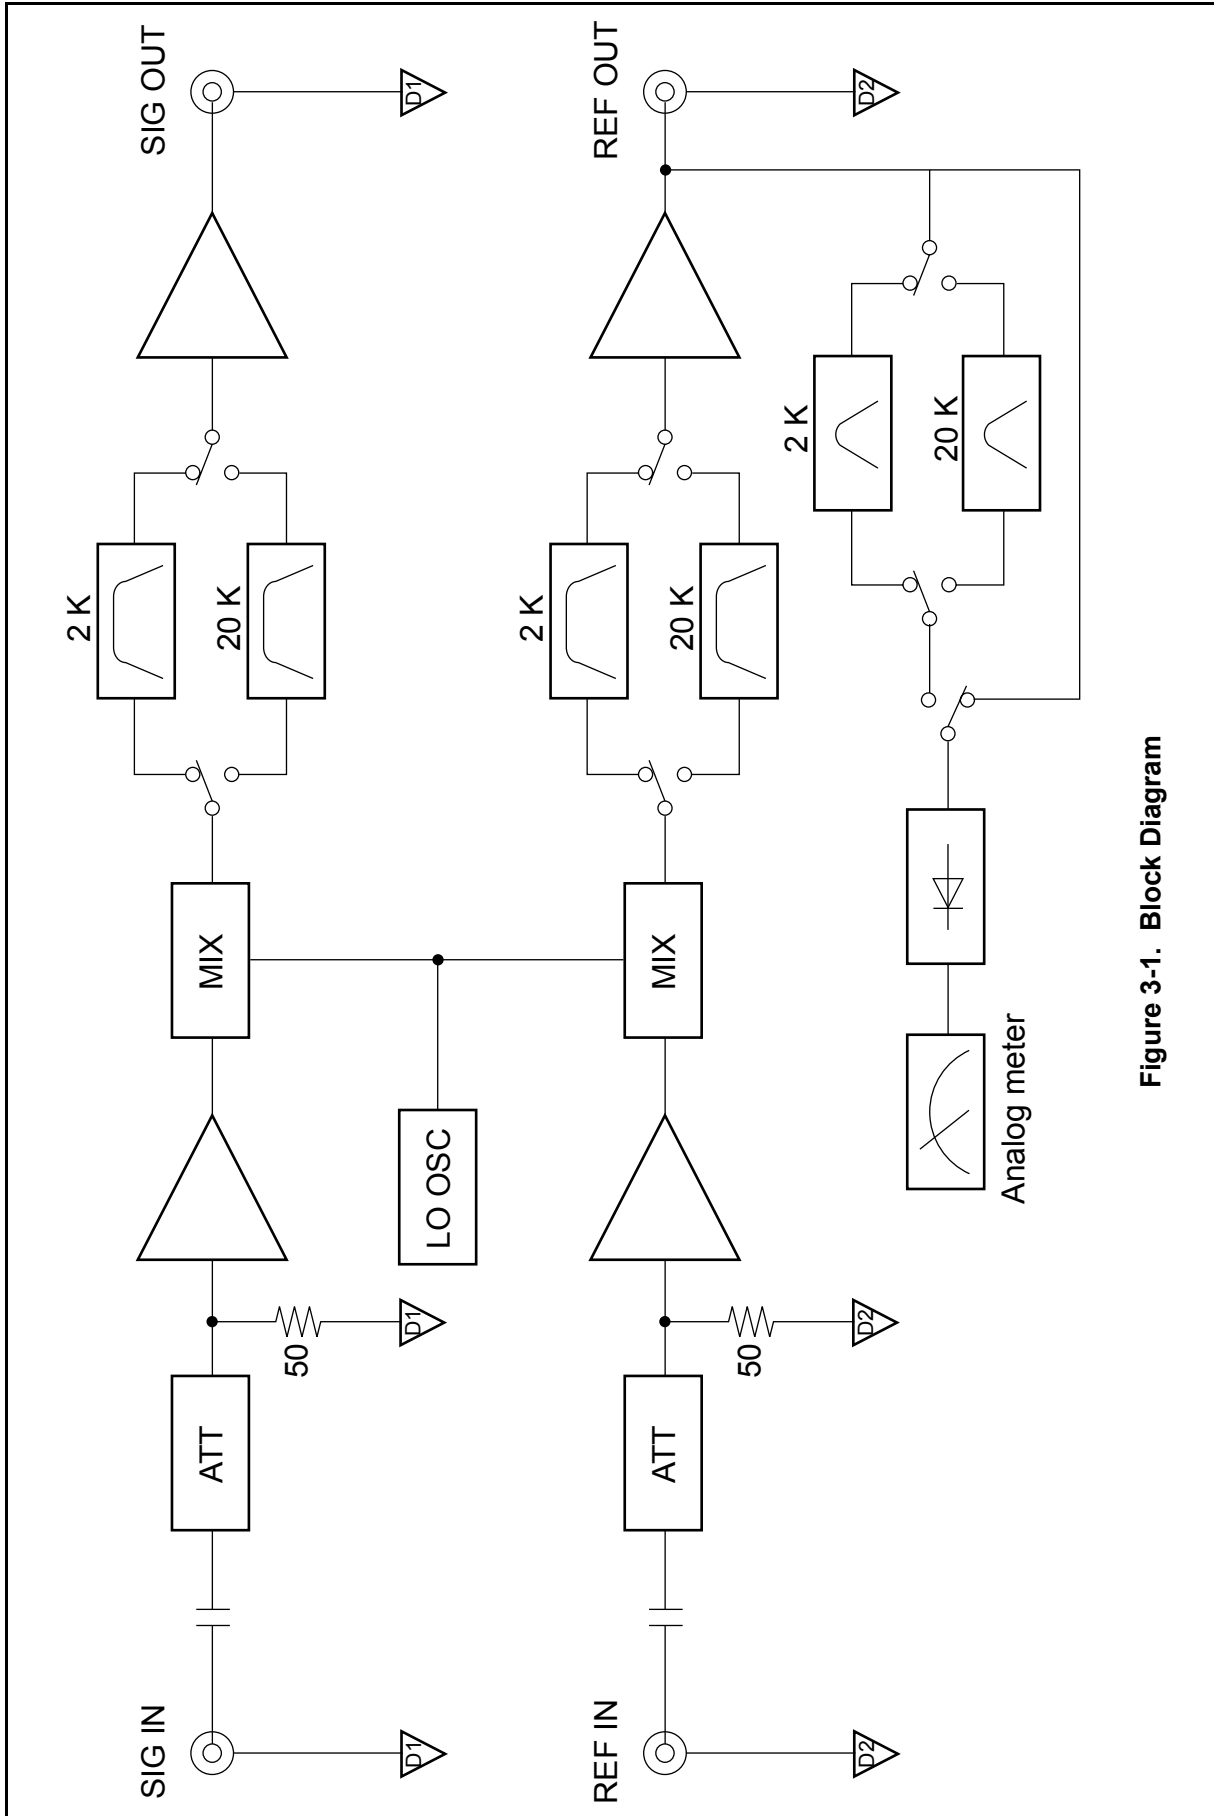 SIG IN
D1
ATT
50
D1
MIX
2 K
20 K
SIG OUT
D1
LO OSC
REF IN
D2
ATT
50
D2
MIX
2 K
20 K
REF OUT
D2
2 K
20 K
Analog meter
Figure 3-1. Block Diagram